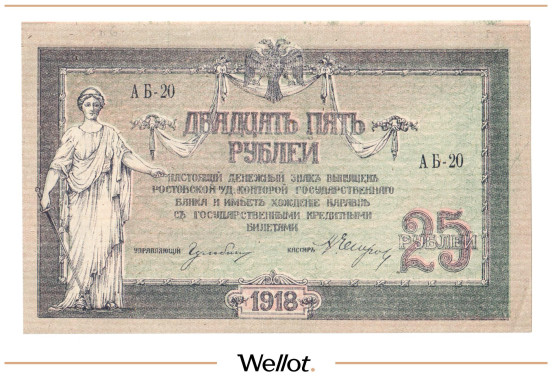 АБ-20
ДВАДЦАТЬ ПЯТЬ
РУБЛЕЙ
АБ-20
НАСТОЯЩІЙ ДЕНЕЖНЫЙ ЗНАКЪ ВЫПУЩЕНЪ
РОСТОВСКОЙ н/Д. КОНТОРОЙ ГОСУДАРСТВЕННАГО
БАНКА И ИМѢЕТЪ ХОЖДЕНІЕ НАРАВНѢ
СЪ ГОСУДАРСТВЕННЫМИ КРЕДИТНЫМИ
БИЛЕТАМИ
25
РУБЛЕЙ
УПРАВЛЯЮЩІЙ
КАССИРЪ
1918
Wellot.